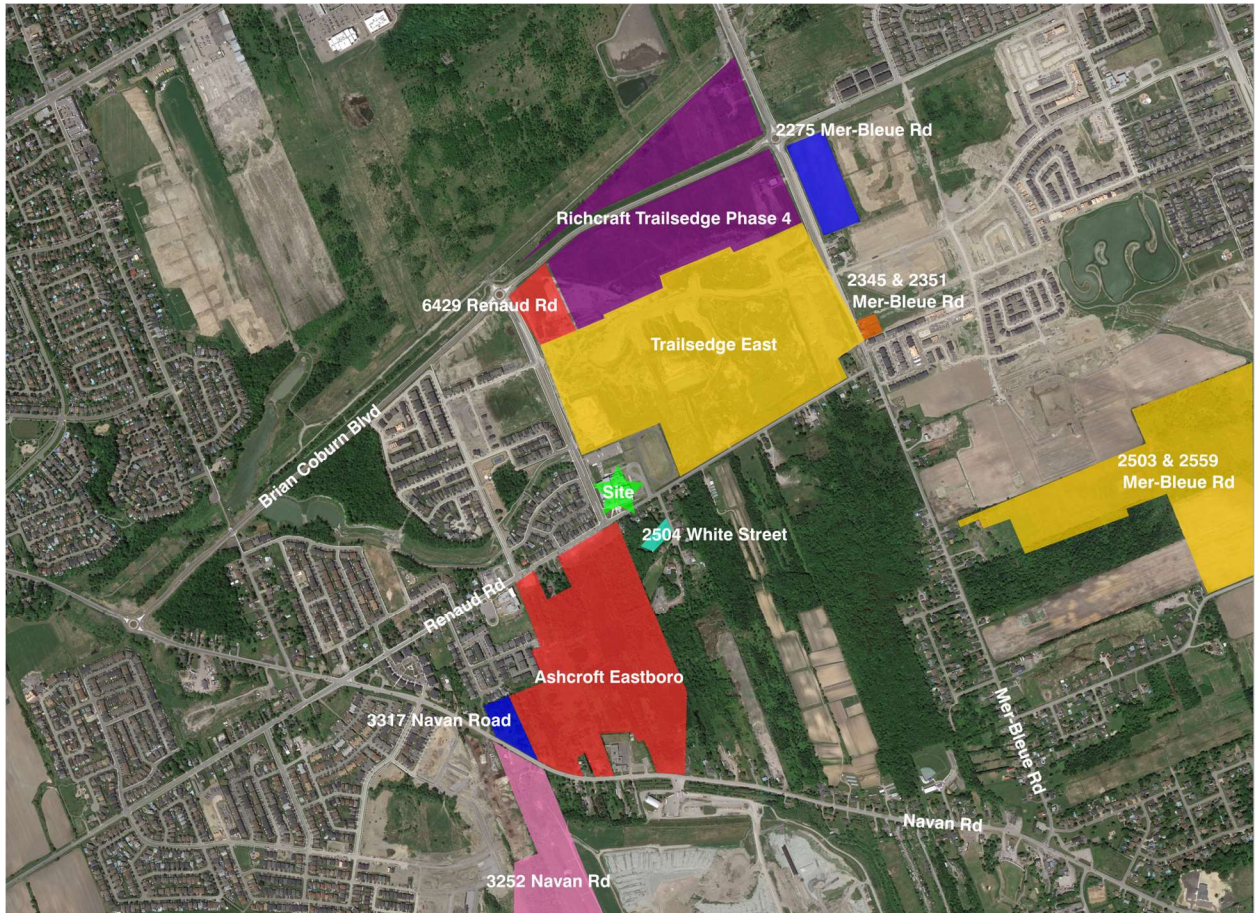 2275 Mer-Bleue Rd
Richcraft Trailsedge Phase 4
2345 & 2351
Mer-Bleue Rd
6429 Renaud Rd
Trailsedge East
Brian Coburn Blvd
2503 & 2559
Mer-Bleue Rd
Site
2504 White Street
Renaud Rd
Ashcroft Eastboro
Mer-Bleue Rd
3317 Navan Road
Navan Rd
3252 Navan Rd